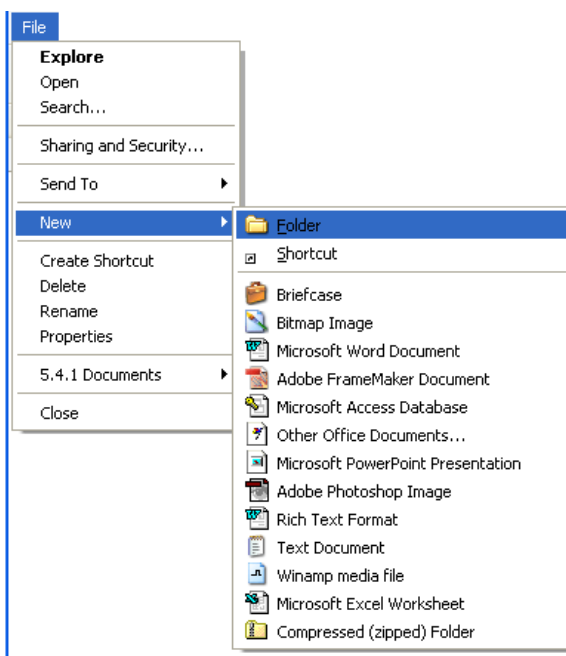 File
Explore
Open
Search...
Sharing and Security...
Send To
New
Create Shortcut
Delete
Rename
Properties
5.4.1 Documents
Close
Folder
Shortcut
Briefcase
Bitmap Image
Microsoft Word Document
Adobe FrameMaker Document
Microsoft Access Database
Other Office Documents...
Microsoft PowerPoint Presentation
Adobe Photoshop Image
Rich Text Format
Text Document
Winamp media file
Microsoft Excel Worksheet
Compressed (zipped) Folder